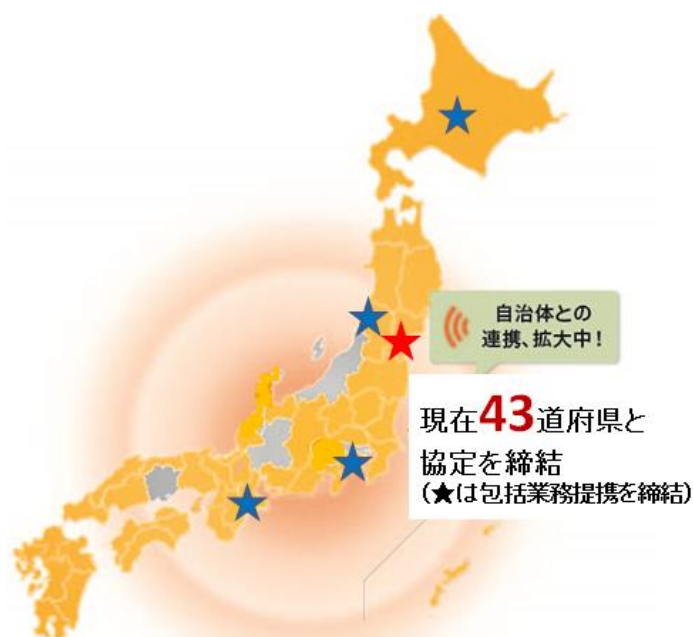 自治体との
連携、拡大中！
現在43道府県と
協定を締結
(★は包括業務提携を締結)